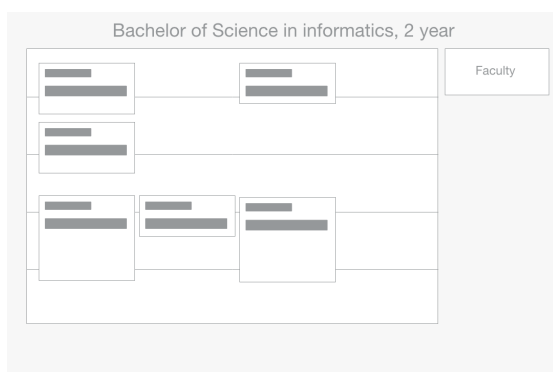 Bachelor of Science in informatics, 2 year
Faculty